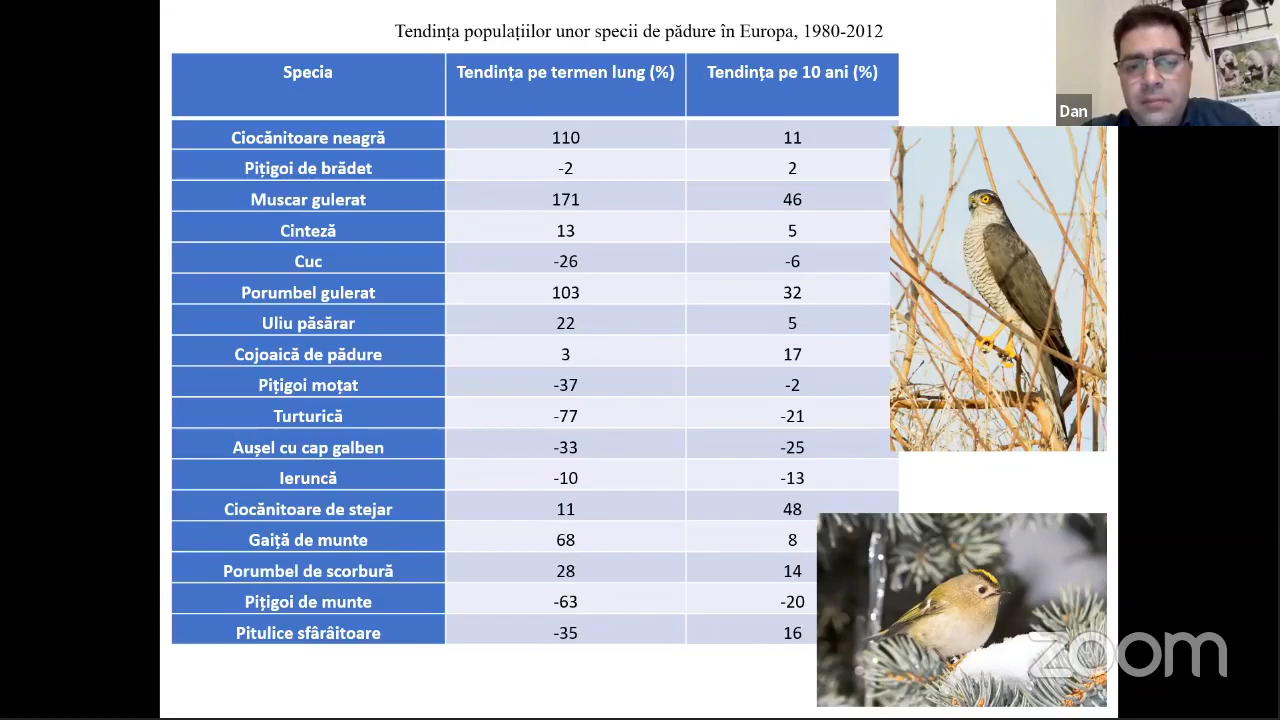 Tendința populațiilor unor specii de pădure în Europa, 1980-2012
Specia Tendința pe termen lung (%) Tendința pe 10 ani (%)
Ciocănitoare neagră 110 11
Pițigoi de brădet -2 2
Muscar gulerat 171 46
Cinteză 13 5
Cuc -26 -6
Porumbel gulerat 103 32
Uliu păsărar 22 5
Cojoaică de pădure 3 17
Pițigoi moțat -37 -2
Turturică -77 -21
Aușel cu cap galben -33 -25
Ieruncă -10 -13
Ciocănitoare de stejar 11 48
Gaiță de munte 68 8
Porumbel de scorbură 28 14
Pițigoi de munte -63 -20
Pitulice sfârâitoare -35 16
Dan
zoom